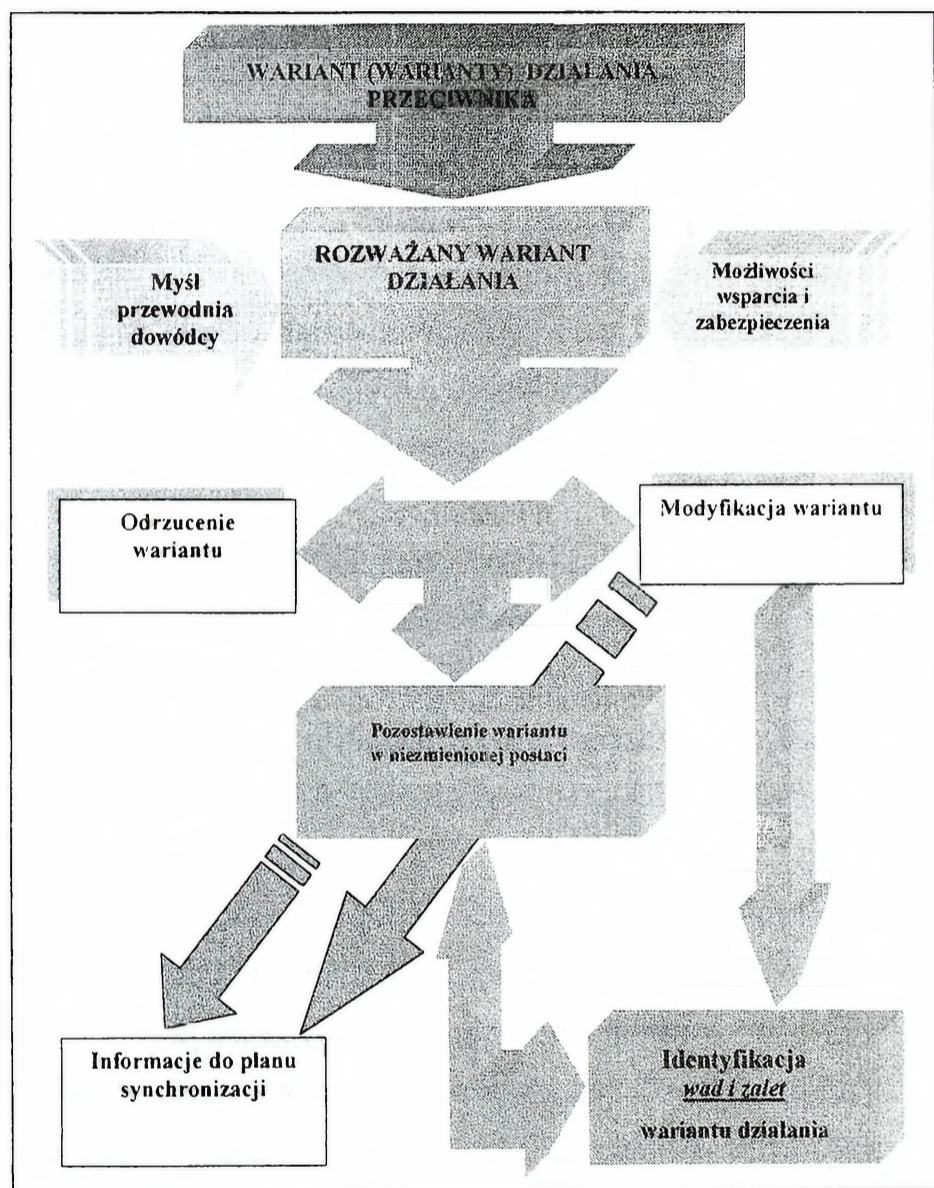 WARIANT (WARIANTY) DZIAŁANIA
PRZECIWNIKA
ROZWAŻANY WARIANT
DZIAŁANIA
Myśl
przewodnia
dowódcy
Możliwości
wsparcia i
zabezpieczenia
Odrzucenie
wariantu
Modyfikacja wariantu
Pozostawienie wariantu
w niezmienionej postaci
Informacje do planu
synchronizacji
Identyfikacja
wad i zalet
wariantu działania